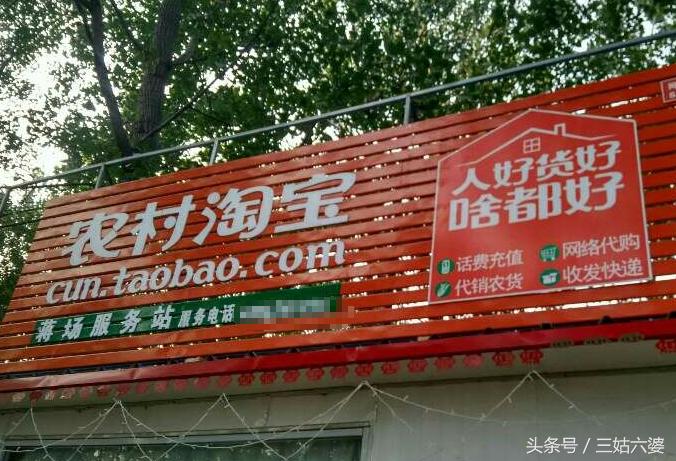 农村淘宝
cun.taobao.com
蒋场服务站 服务电话
人好货好
啥都好
话费充值 网络代购
代销农货 收发快递
头条号 / 三姑六婆